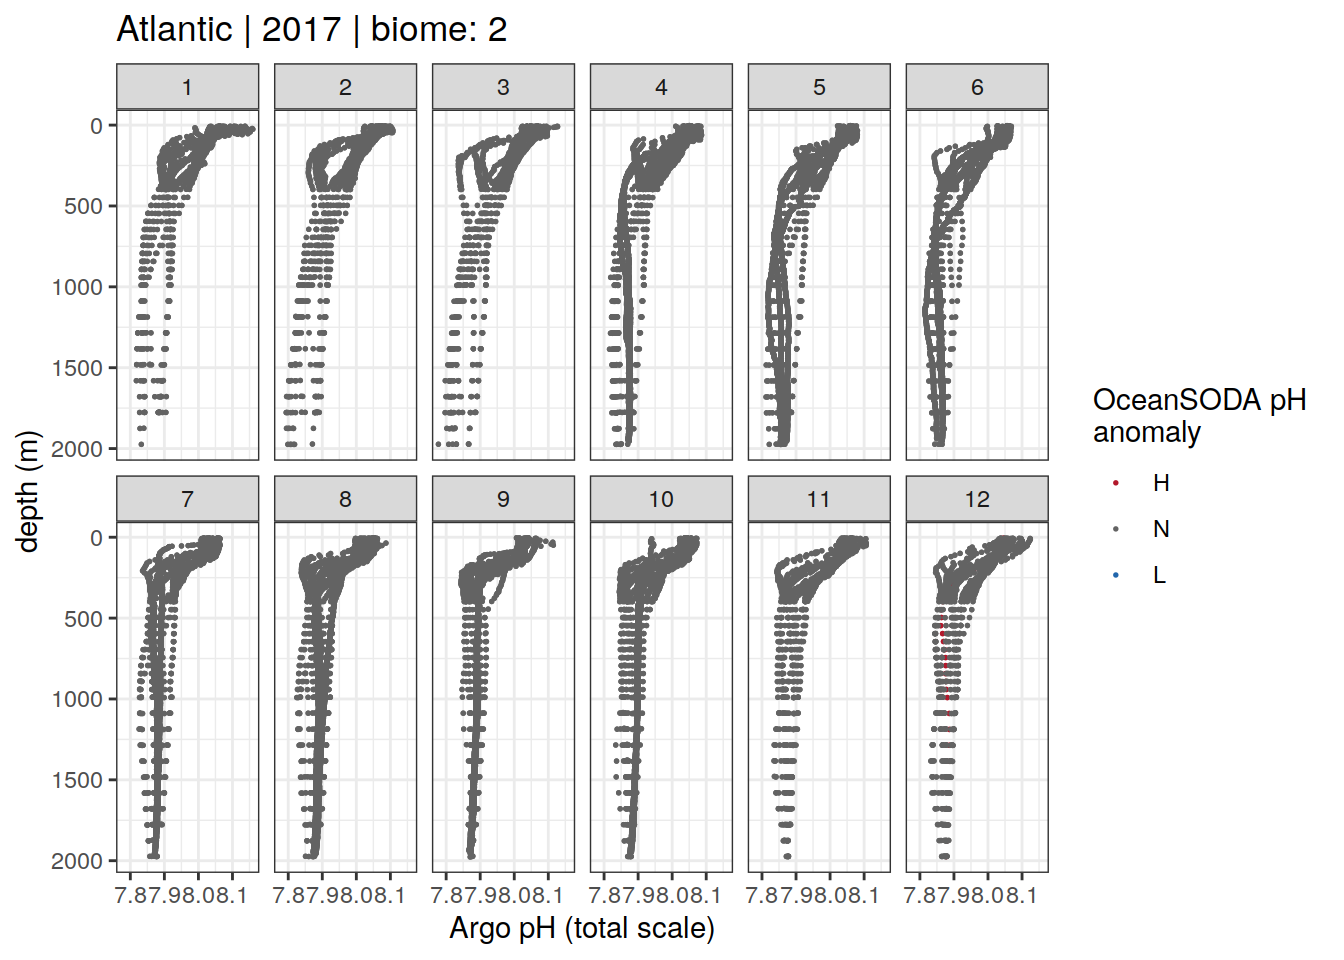 Atlantic | 2017 | biome: 2
1 2 3 4 5 6
0
500
1000
1500
2000
7 8 9 10 11 12
0
500
1000
1500
2000
7.87.98.08.1 7.87.98.08.1 7.87.98.08.1 7.87.98.08.1 7.87.98.08.1 7.87.98.08.1
Argo pH (total scale)
depth (m)
OceanSODA pH
anomaly
H
N
L